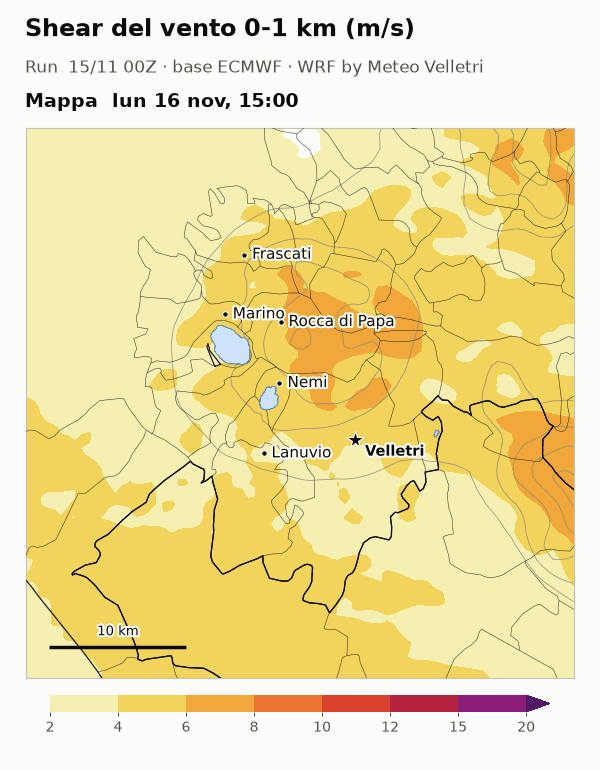 Shear del vento 0-1 km (m/s)
Run  15/11 00Z · base ECMWF · WRF by Meteo Velletri
Mappa  lun 16 nov, 15:00
Frascati
Marino
Rocca di Papa
Nemi
Velletri
Lanuvio
10 km
2 4 6 8 10 12 15 20